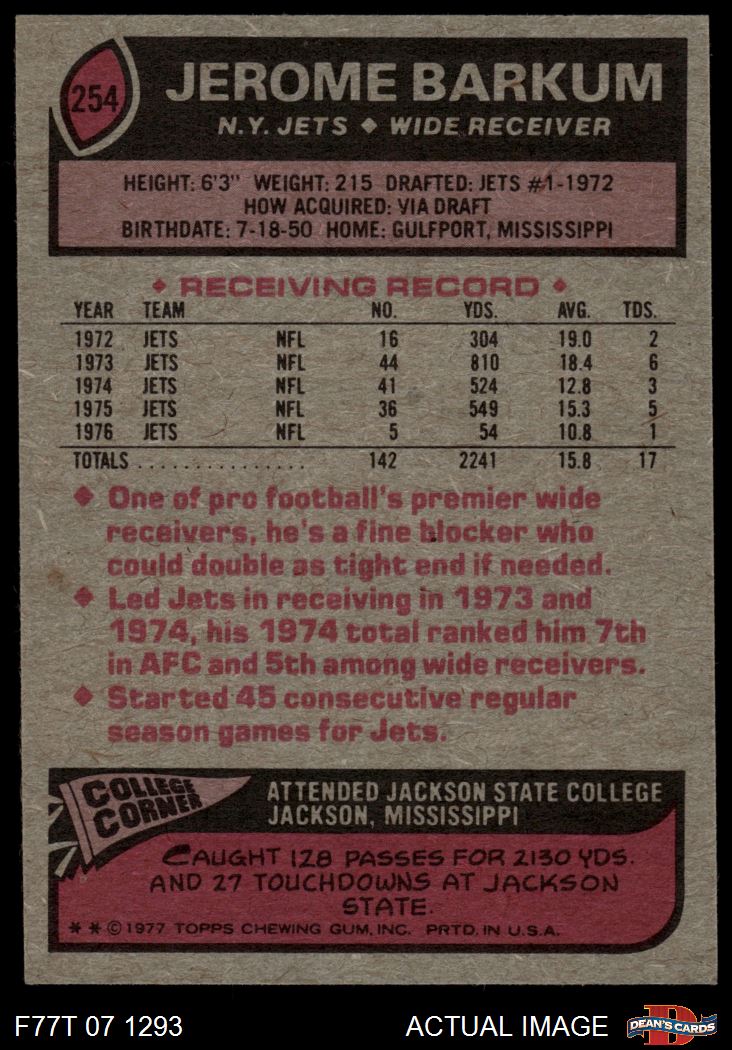 254
JEROME BARKUM
N.Y. JETS ◆ WIDE RECEIVER
HEIGHT: 6'3" WEIGHT: 215 DRAFTED: JETS #1-1972
HOW ACQUIRED: VIA DRAFT
BIRTHDATE: 7-18-50 HOME: GULFPORT, MISSISSIPPI
◆ RECEIVING RECORD ◆
YEAR TEAM NO. YDS. AVG. TDS.
1972 JETS NFL 16 304 19.0 2
1973 JETS NFL 44 810 18.4 6
1974 JETS NFL 41 524 12.8 3
1975 JETS NFL 36 549 15.3 5
1976 JETS NFL 5 54 10.8 1
TOTALS ................ 142 2241 15.8 17
◆ One of pro football's premier wide
receivers, he's a fine blocker who
could double as tight end if needed.
◆ Led Jets in receiving in 1973 and
1974, his 1974 total ranked him 7th
in AFC and 5th among wide receivers.
◆ Started 45 consecutive regular
season games for Jets.
COLLEGE
CORNER
ATTENDED JACKSON STATE COLLEGE
JACKSON, MISSISSIPPI
CAUGHT 128 PASSES FOR 2130 YDS.
AND 27 TOUCHDOWNS AT JACKSON
STATE.
* * © 1977 TOPPS CHEWING GUM, INC. PRTD. IN U.S.A.
F77T 07 1293 ACTUAL IMAGE
D
DEAN'S CARDS